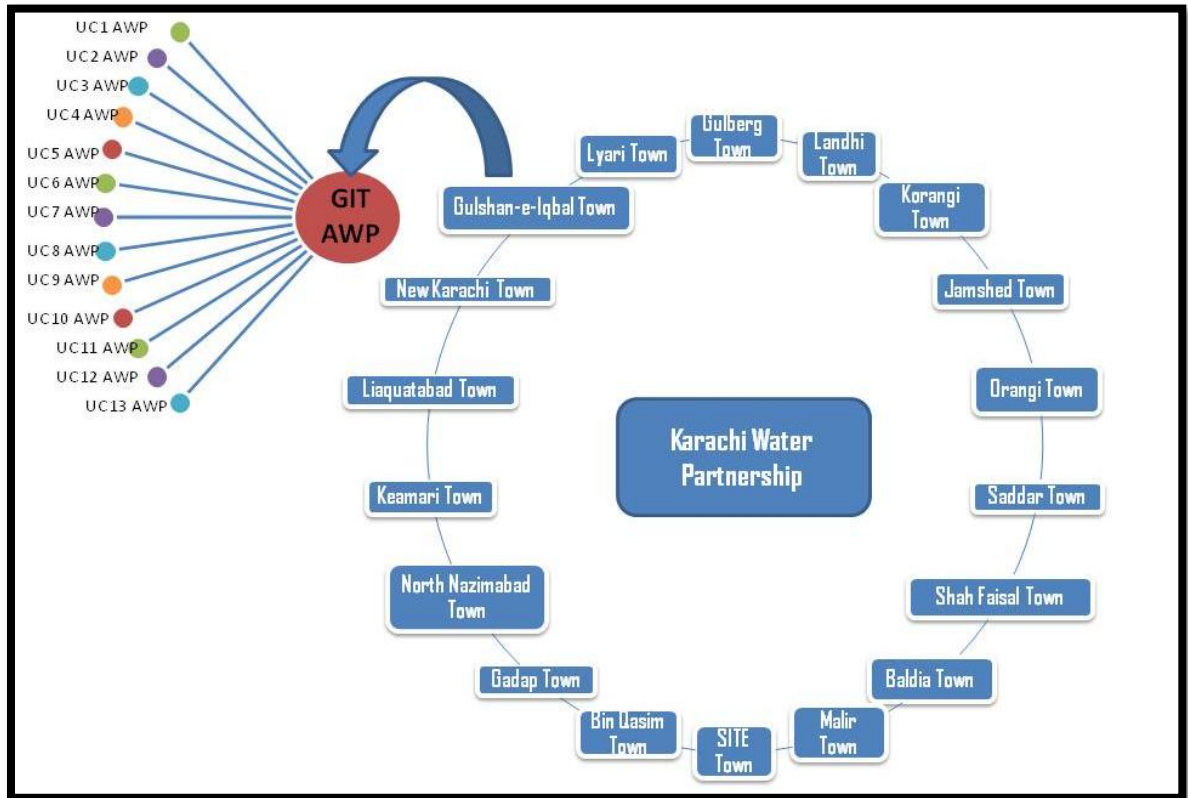 UC1 AWP
UC2 AWP
UC3 AWP
UC4 AWP
UC5 AWP
UC6 AWP
UC7 AWP
UC8 AWP
UC9 AWP
UC10 AWP
UC11 AWP
UC12 AWP
UC13 AWP
GIT
AWP
Gulberg
Town
Landhi
Town
Korangi
Town
Jamshed Town
Orangi Town
Saddar Town
Shah Faisal Town
Baldia Town
Malir
Town
SITE
Town
Bin Qasim
Town
Gadap Town
North Nazimabad
Town
Keamari Town
Liaquatabad Town
New Karachi Town
Gulshan-e-Iqbal Town
Lyari Town
Karachi Water
Partnership